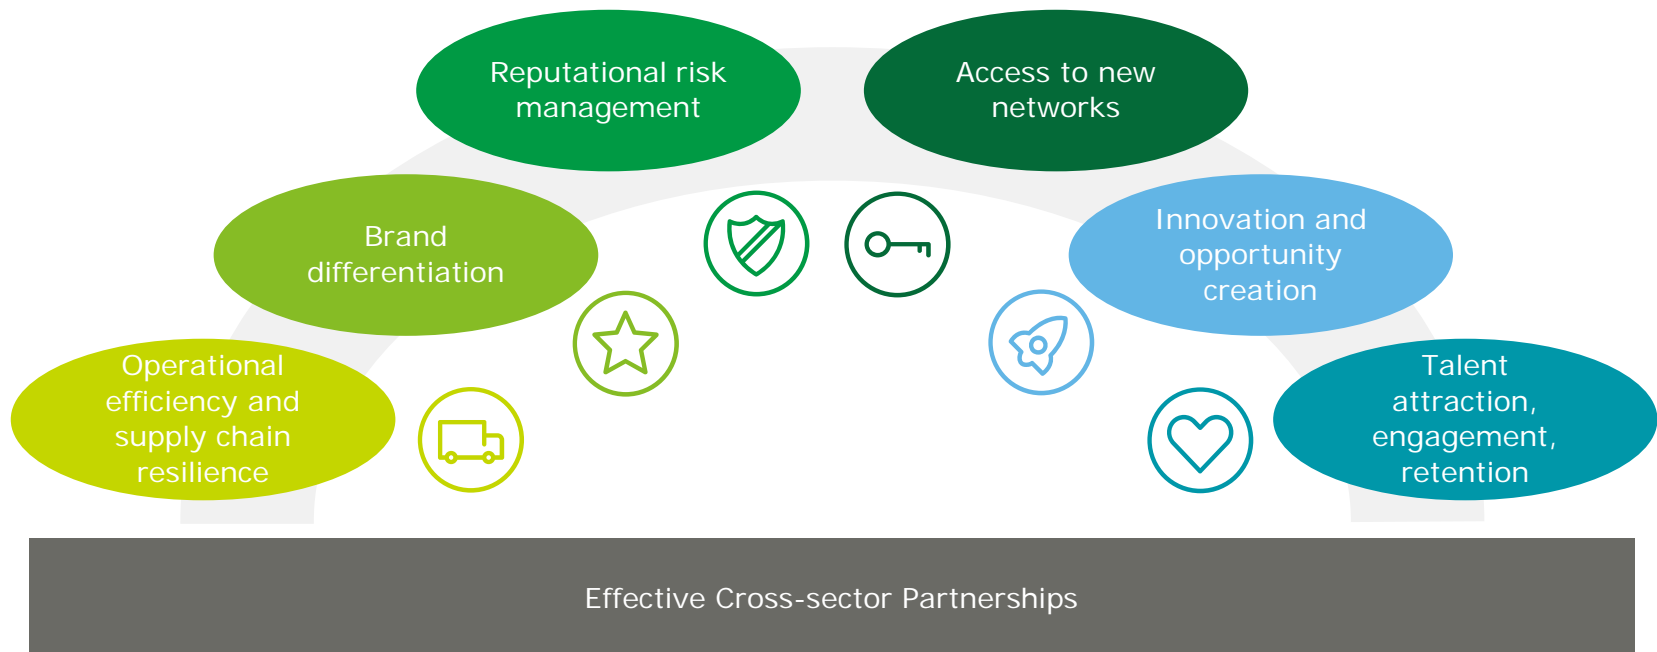 Reputational risk
management
Access to new
networks
Brand
differentiation
Innovation and
opportunity
creation
Operational
efficiency and
supply chain
resilience
Talent
attraction,
engagement,
retention
Effective Cross-sector Partnerships